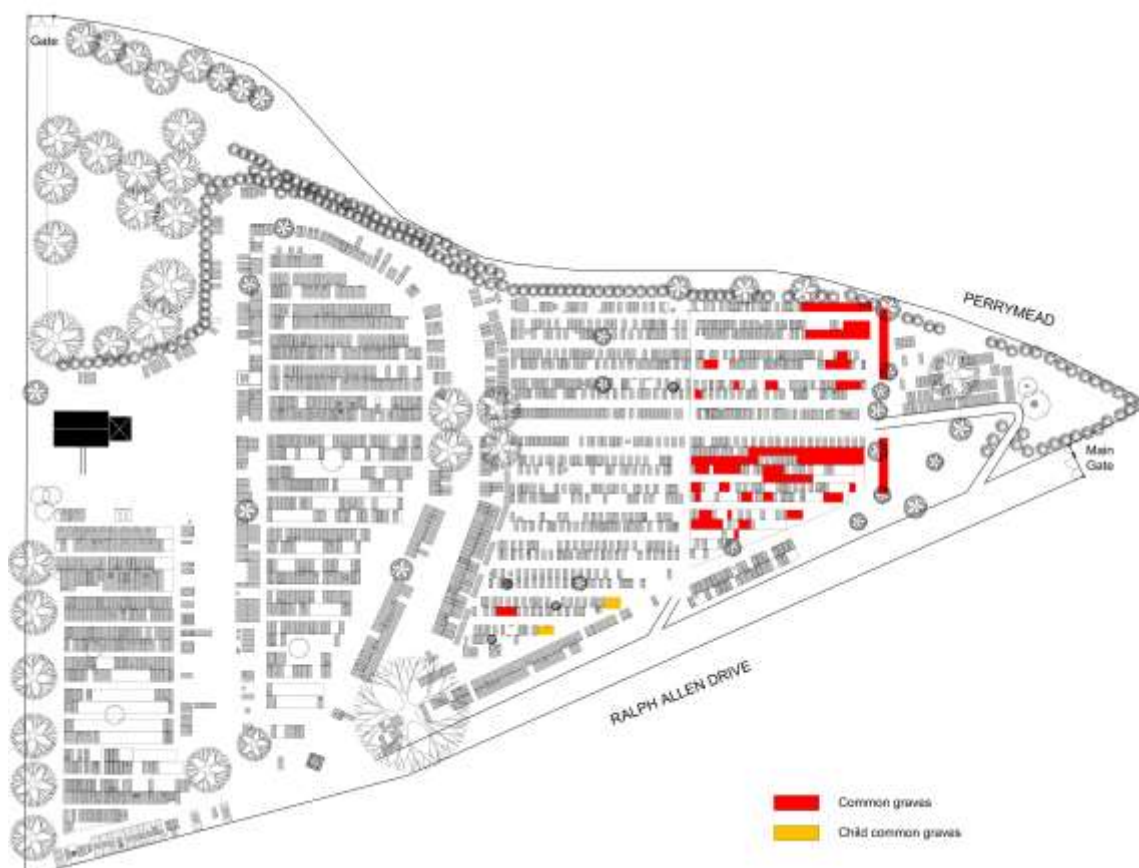 Gate
PERRYMEAD
Main
Gate
RALPH ALLEN DRIVE
Common graves
Child common graves